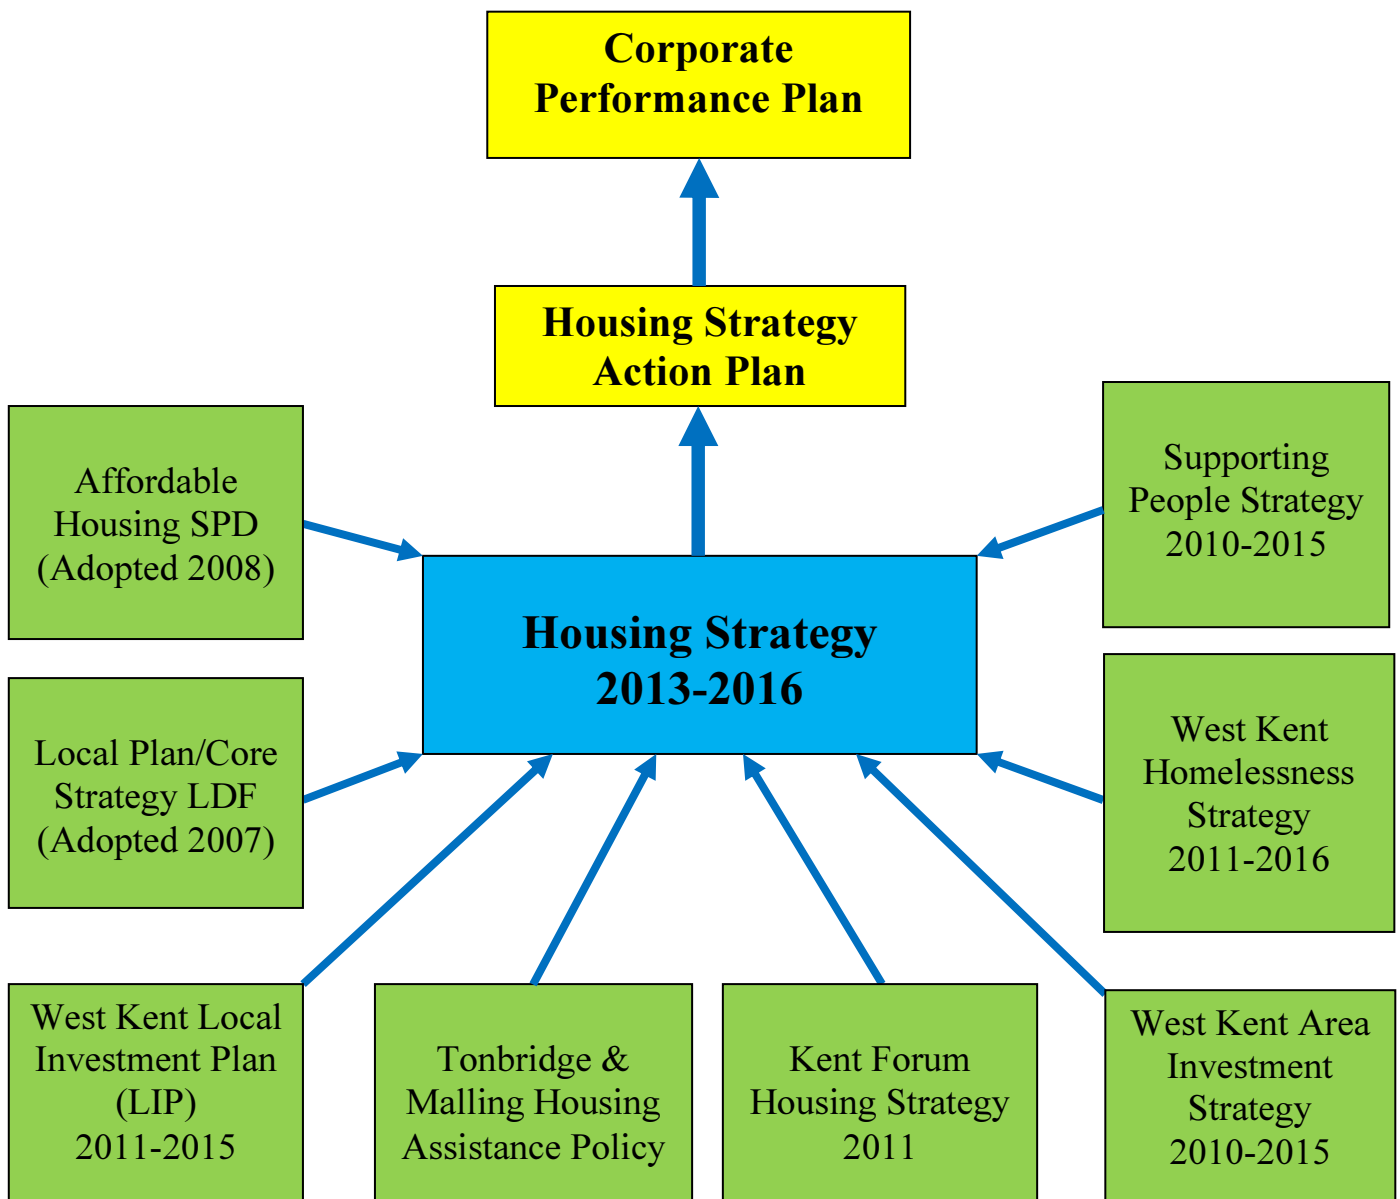 Corporate
Performance Plan
Housing Strategy
Action Plan
Affordable
Housing SPD
(Adopted 2008)
Supporting
People Strategy
2010-2015
Housing Strategy
2013-2016
Local Plan/Core
Strategy LDF
(Adopted 2007)
West Kent
Homelessness
Strategy
2011-2016
West Kent Local
Investment Plan
(LIP)
2011-2015
Tonbridge &
Malling Housing
Assistance Policy
Kent Forum
Housing Strategy
2011
West Kent Area
Investment
Strategy
2010-2015